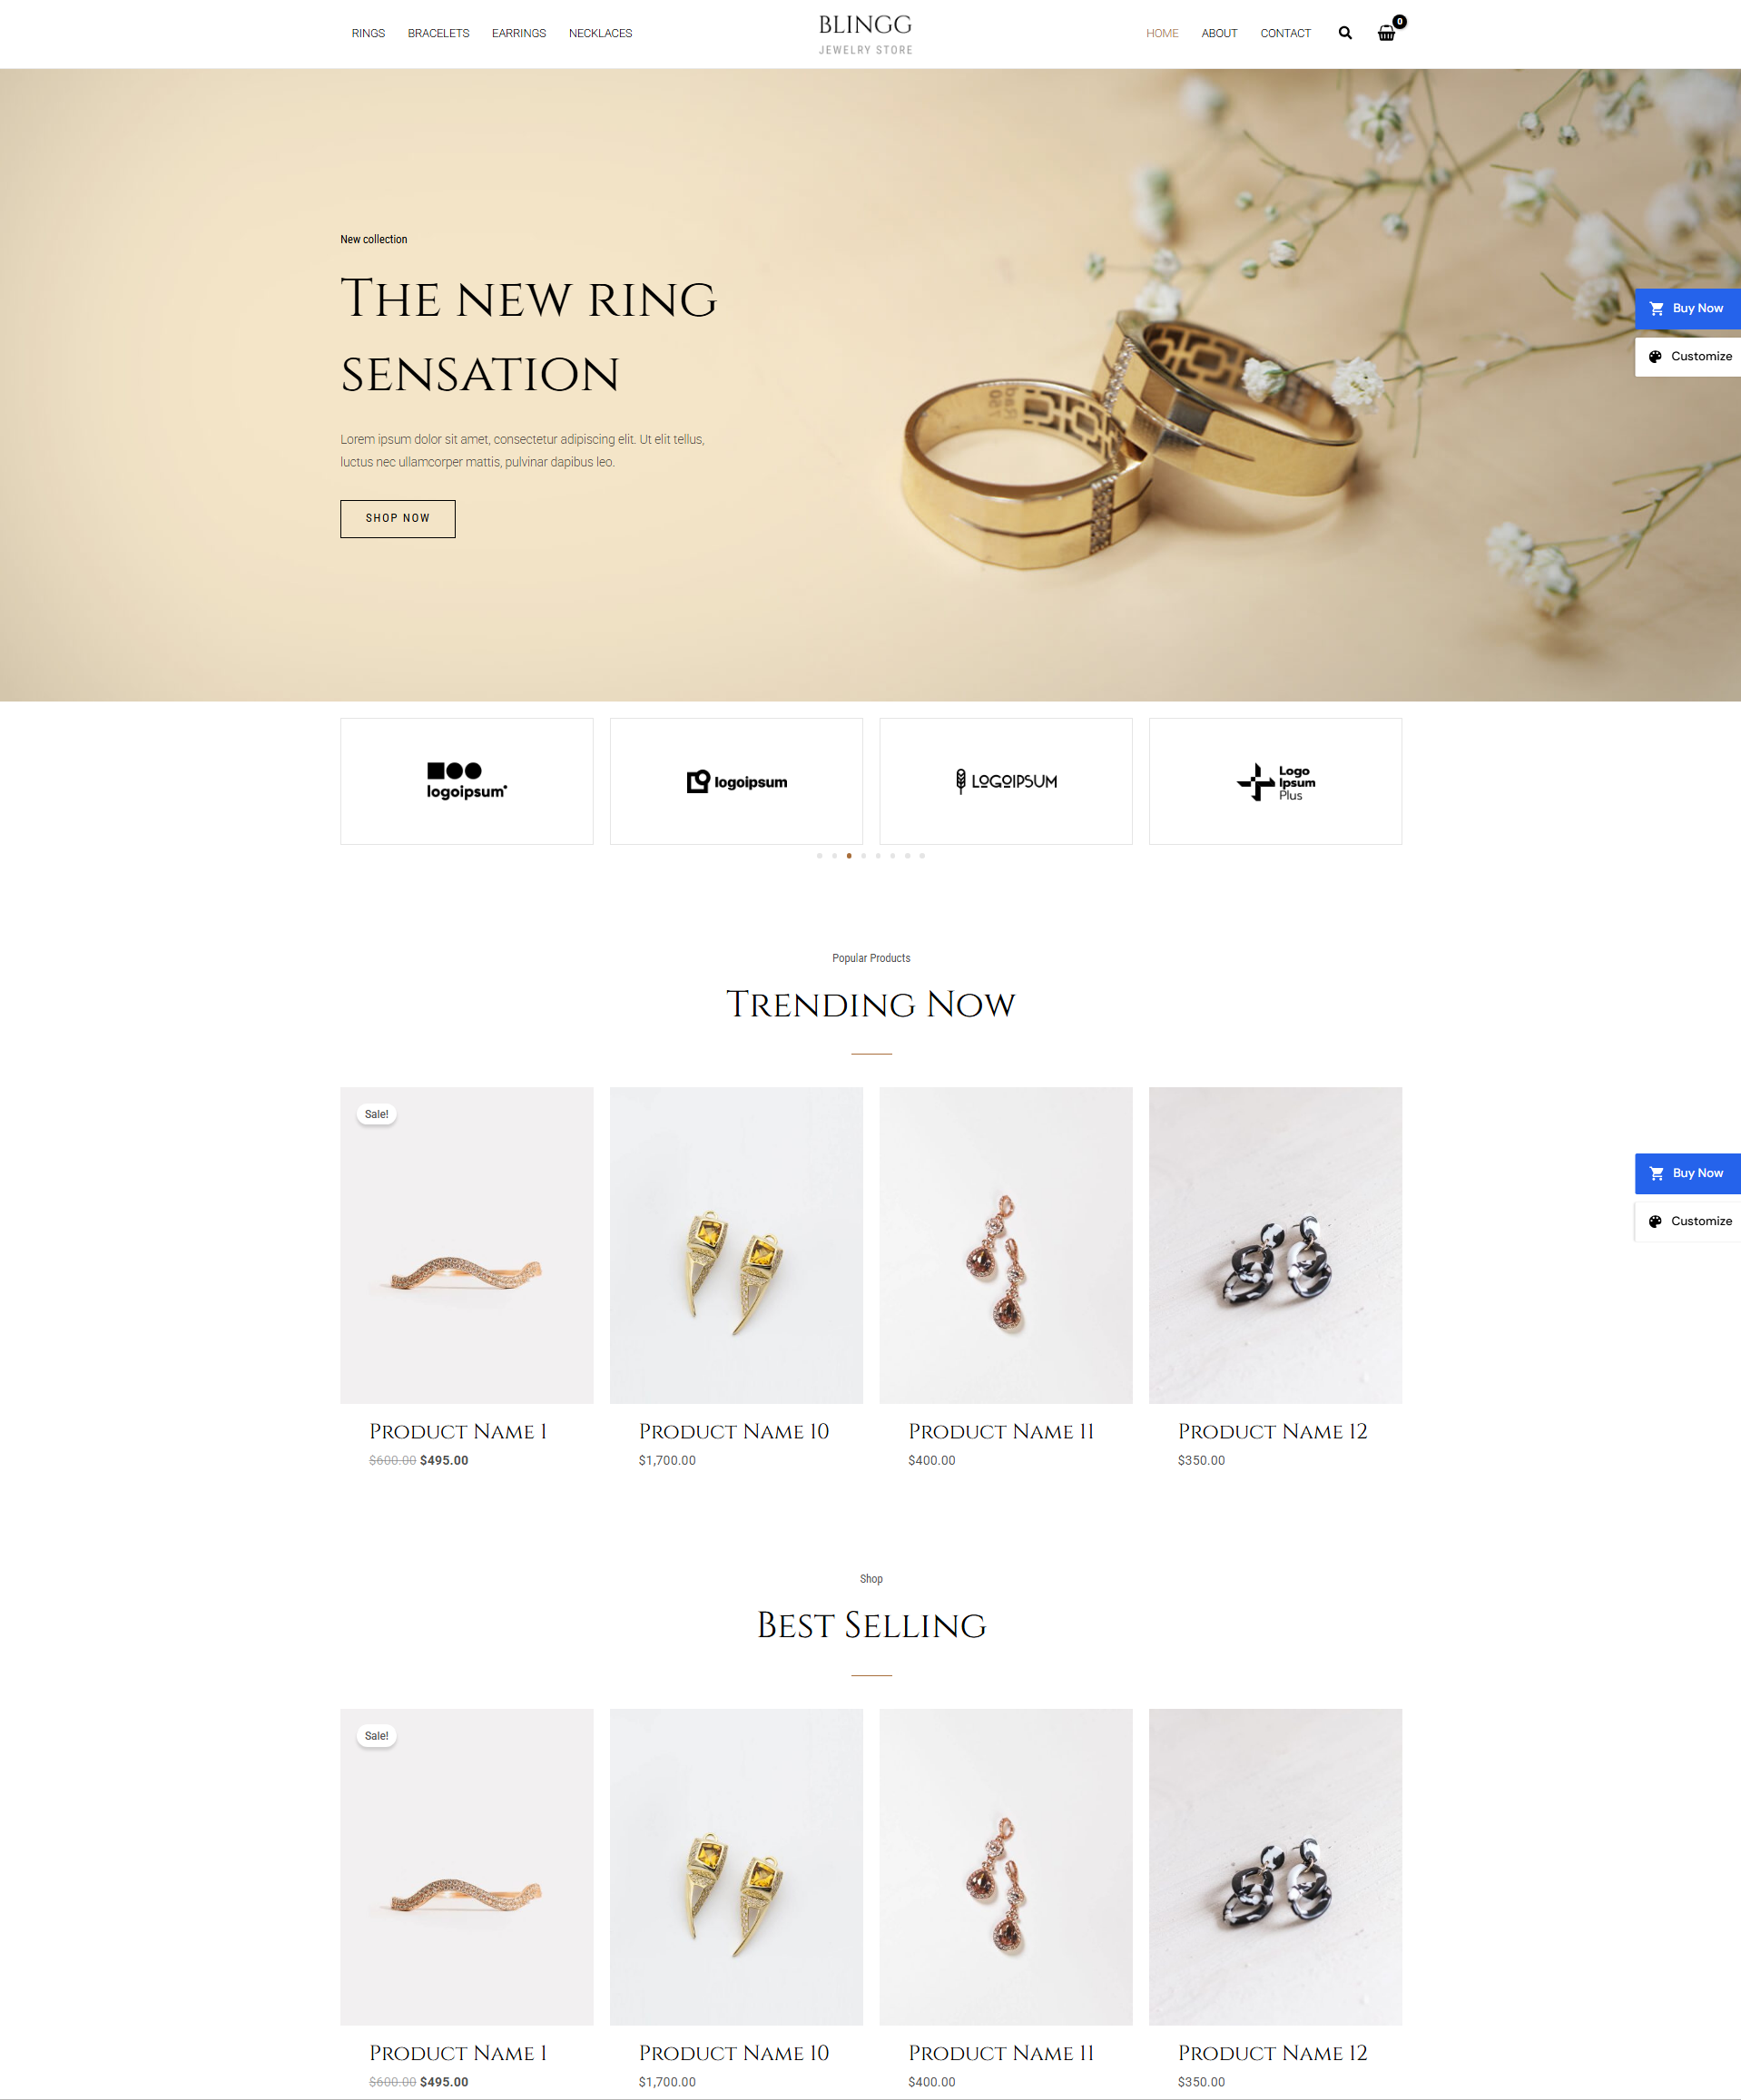 RINGS BRACELETS EARRINGS NECKLACES
BLINGG
JEWELRY STORE
HOME ABOUT CONTACT 0
New collection
The new ring
sensation
Lorem ipsum dolor sit amet, consectetur adipiscing elit. Ut elit tellus,
luctus nec ullamcorper mattis, pulvinar dapibus leo.
SHOP NOW
750
Buy Now
Customize
logoipsum
logoipsum
LOGOIPSUM
Logo
Ipsum
Plus
Popular Products
Trending Now
Sale!
Buy Now
Customize
Product Name 1
$600.00 $495.00
Product Name 10
$1,700.00
Product Name 11
$400.00
Product Name 12
$350.00
Shop
Best Selling
Sale!
Product Name 1
$600.00 $495.00
Product Name 10
$1,700.00
Product Name 11
$400.00
Product Name 12
$350.00